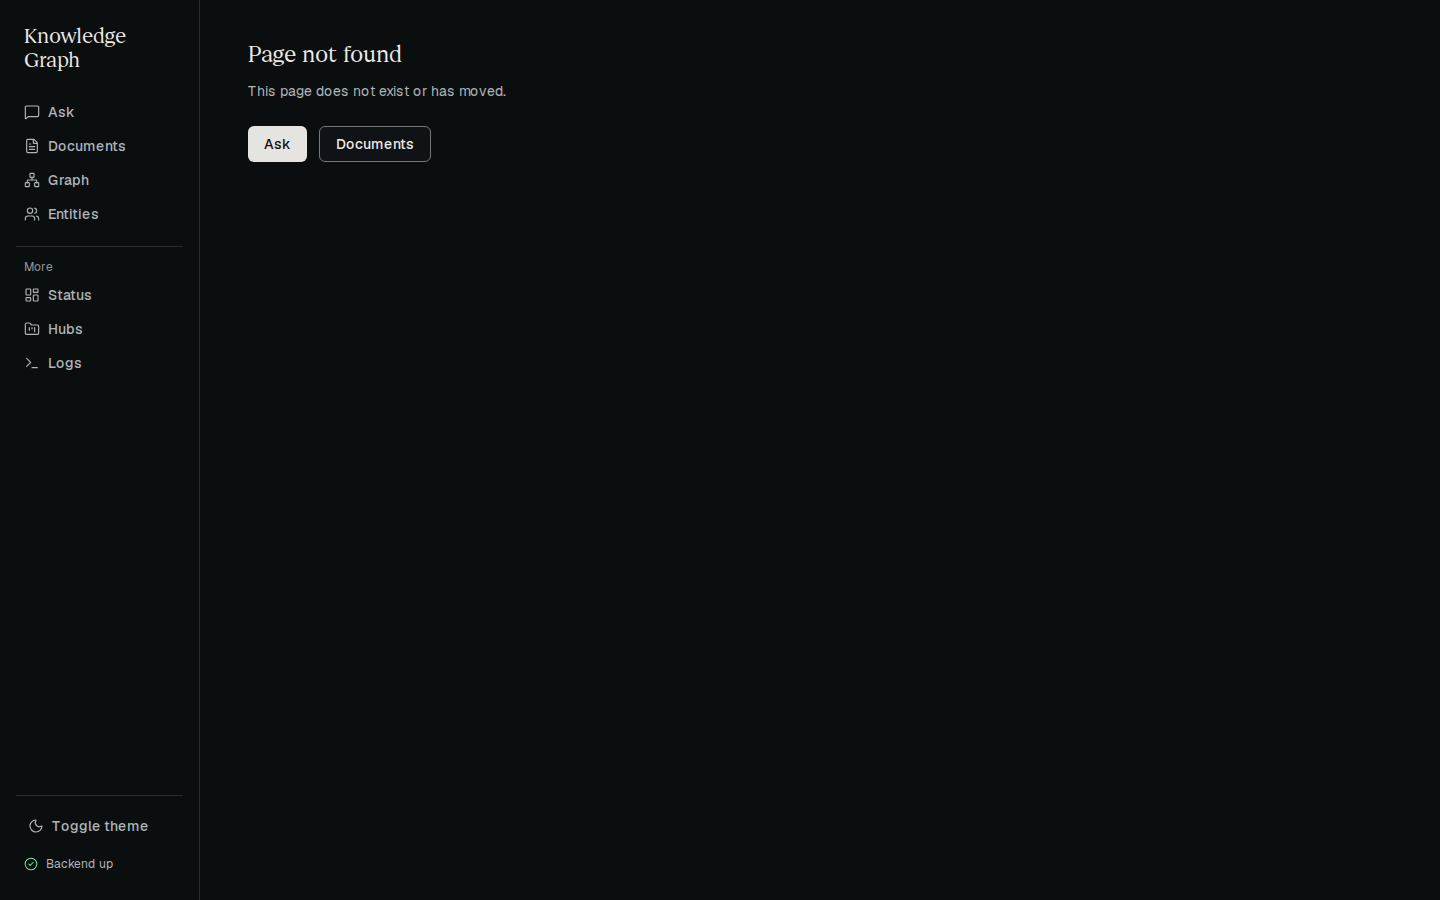 Knowledge
Graph
Ask
Documents
Graph
Entities
More
Status
Hubs
Logs
Toggle theme
Backend up
Page not found
This page does not exist or has moved.
Ask
Documents